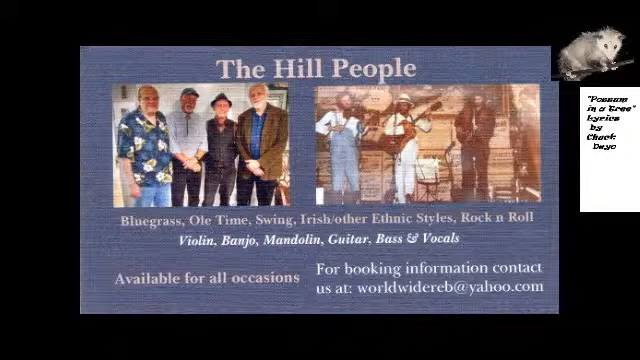 The Hill People
Bluegrass, Ole Time, Swing, Irish/other Ethnic Styles, Rock n Roll
Violin, Banjo, Mandolin, Guitar, Bass & Vocals
Available for all occasions
For booking information contact
us at: worldwidereb@yahoo.com
"Possum
in a Tree"
Lyrics
by
Chuck
Dayo